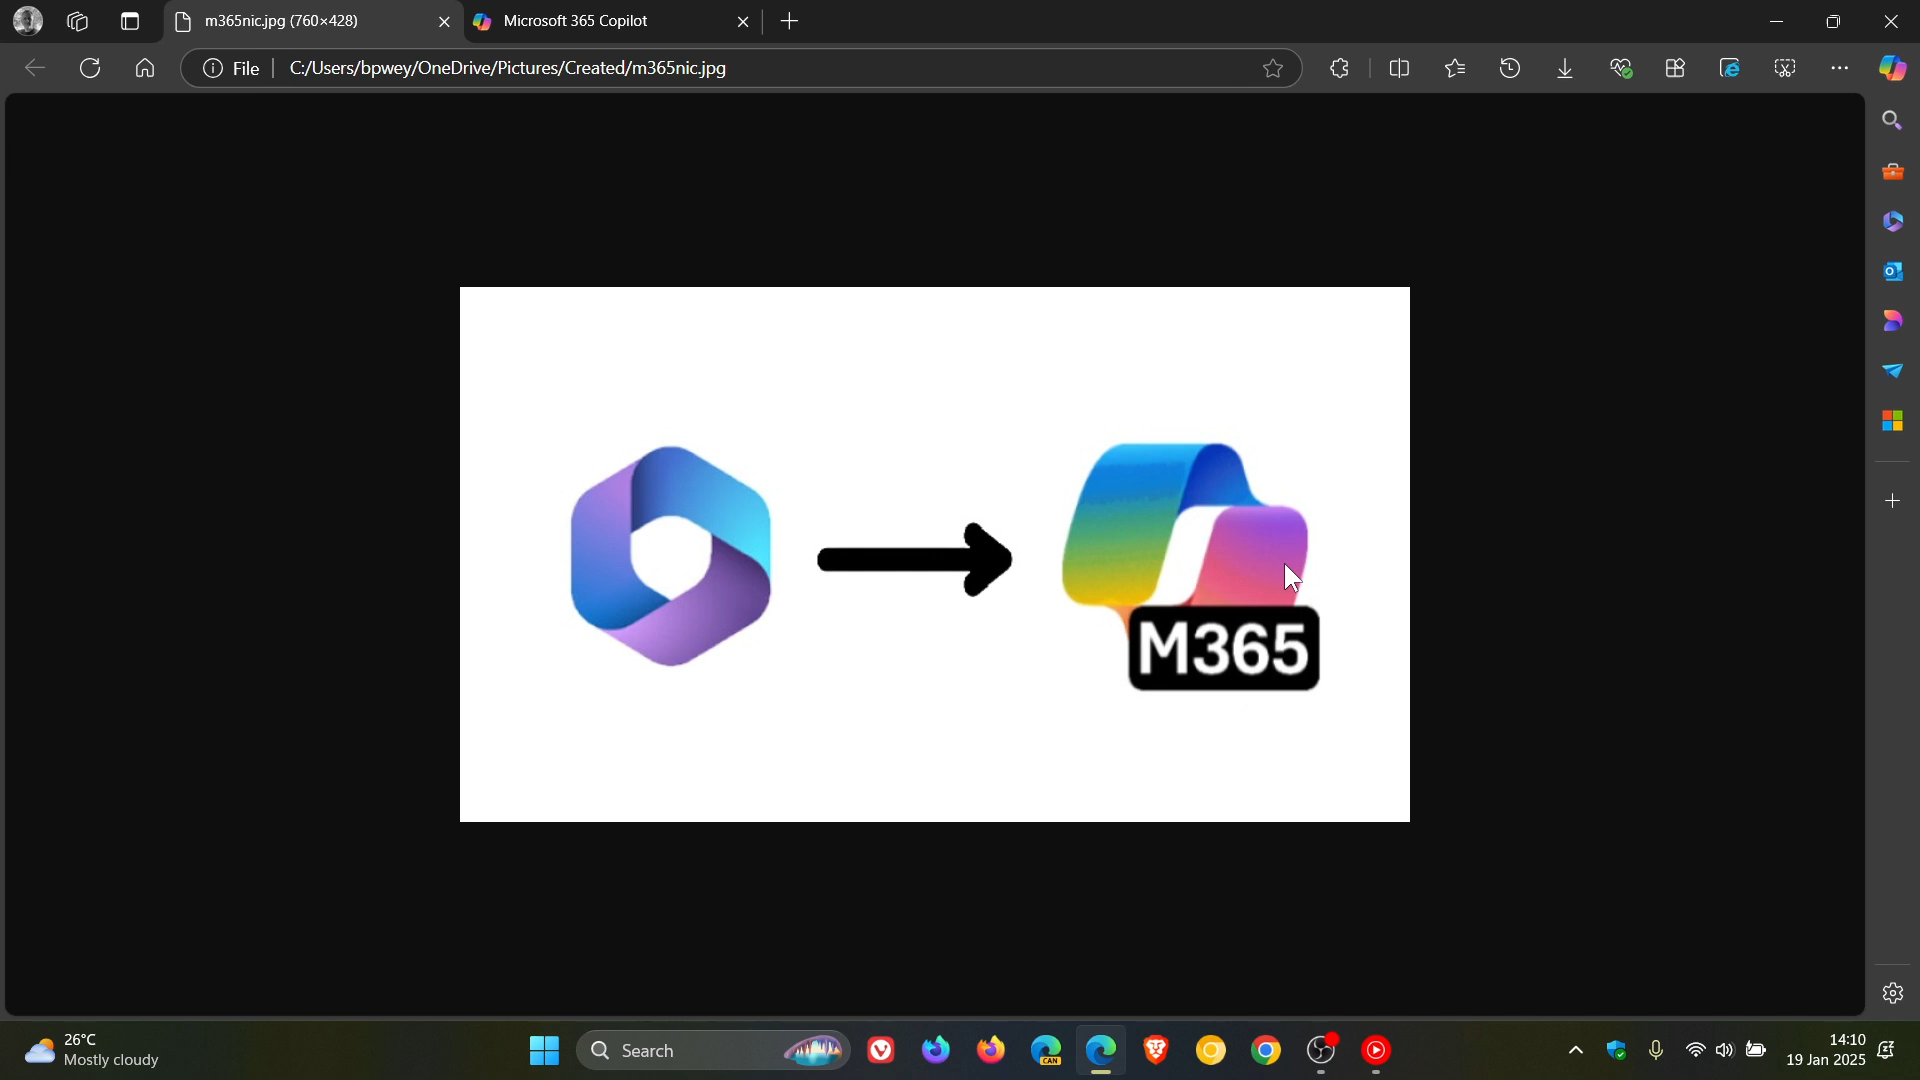 m365nic.jpg (760×428)
Microsoft 365 Copilot
File
C:/Users/bpwey/OneDrive/Pictures/Created/m365nic.jpg
M365
26°C
Mostly cloudy
Search
CAN
14:10
19 Jan 2025